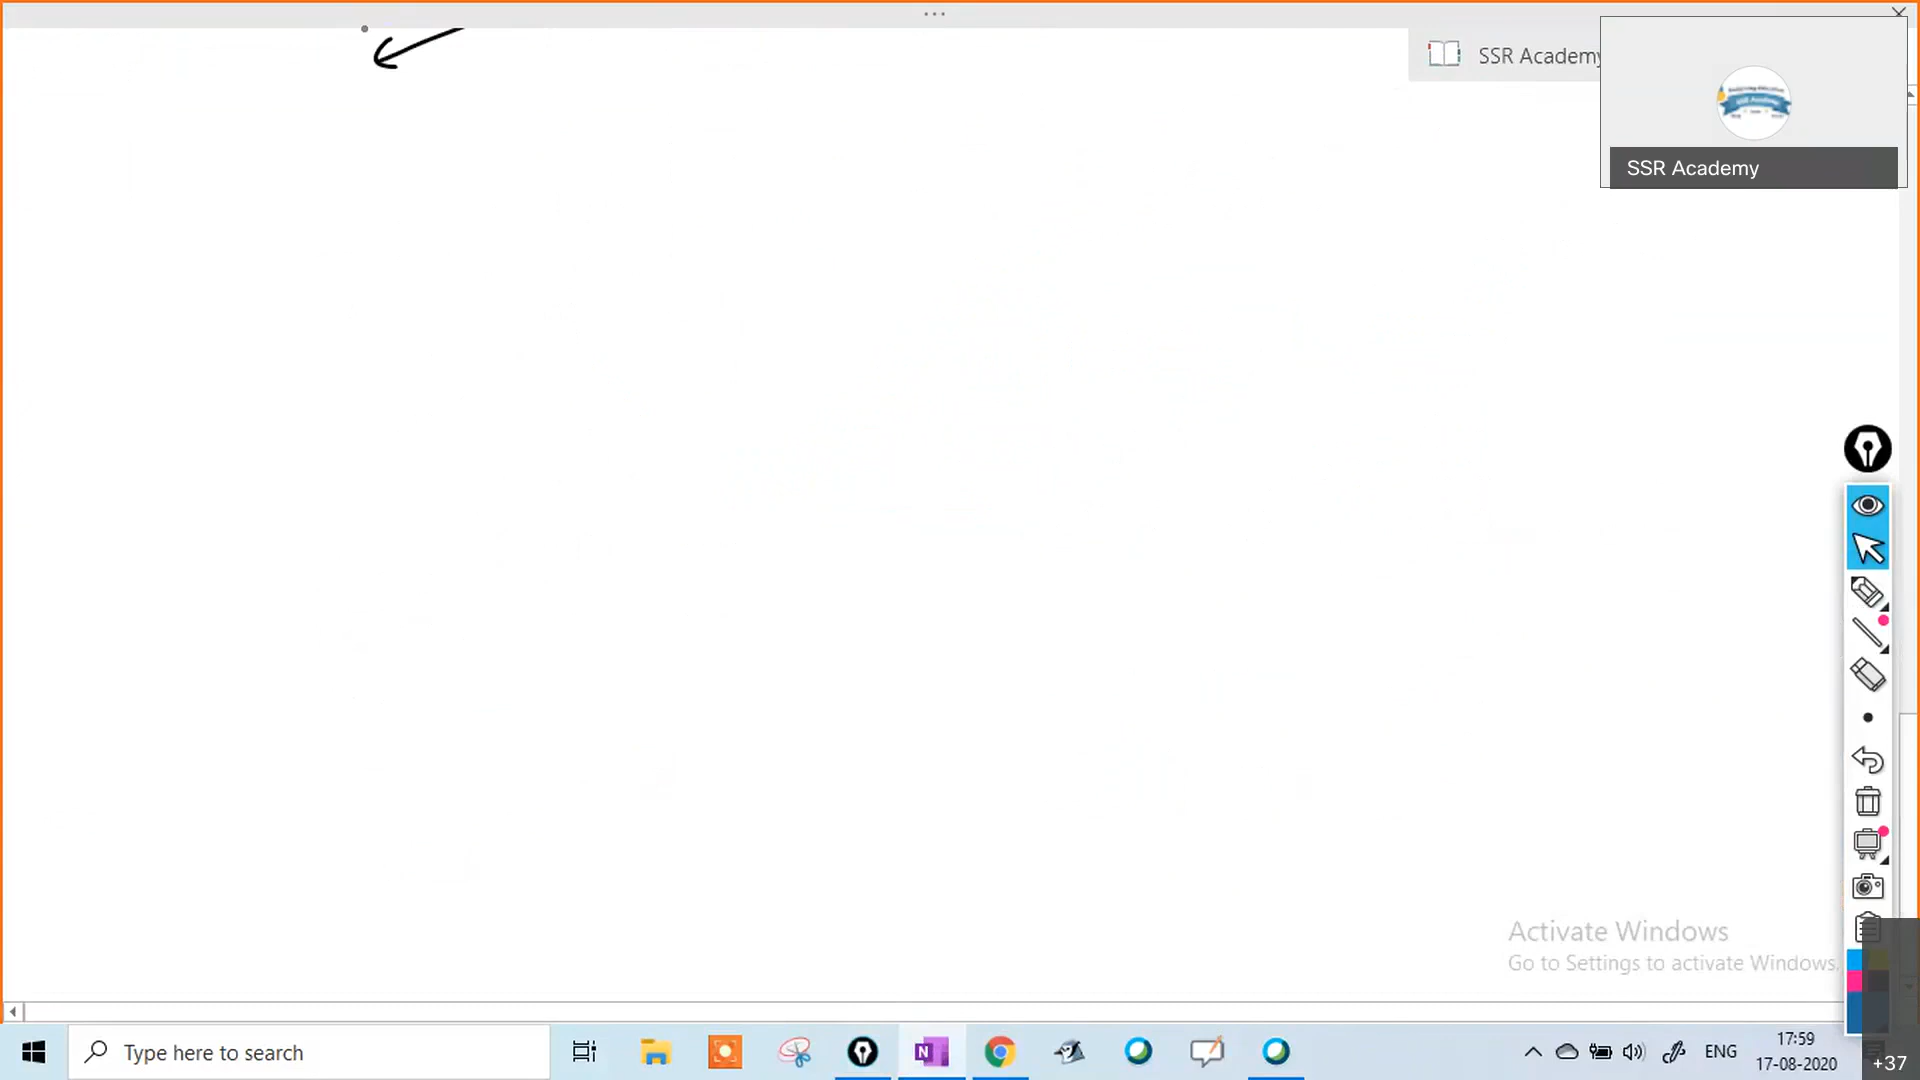 SSR Academy
SSR Academy
Activate Windows
Go to Settings to activate Windows.
Type here to search
ENG
17:59
17-08-2020
+37